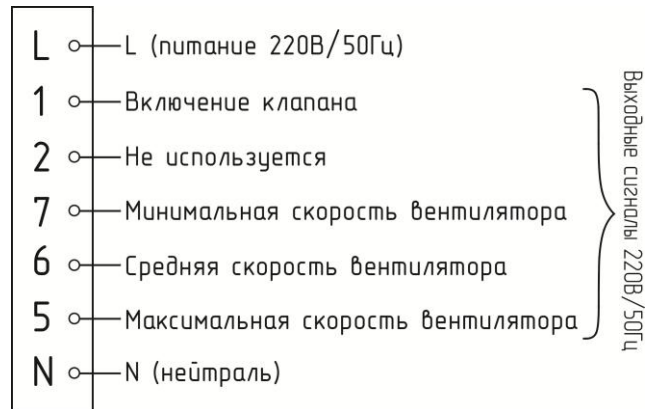 L L (питание 220В/50Гц)
1 Включение клапана
2 Не используется
7 Минимальная скорость вентилятора
6 Средняя скорость вентилятора
5 Максимальная скорость вентилятора
N N (нейтраль)
Выходные сигналы 220В/50Гц